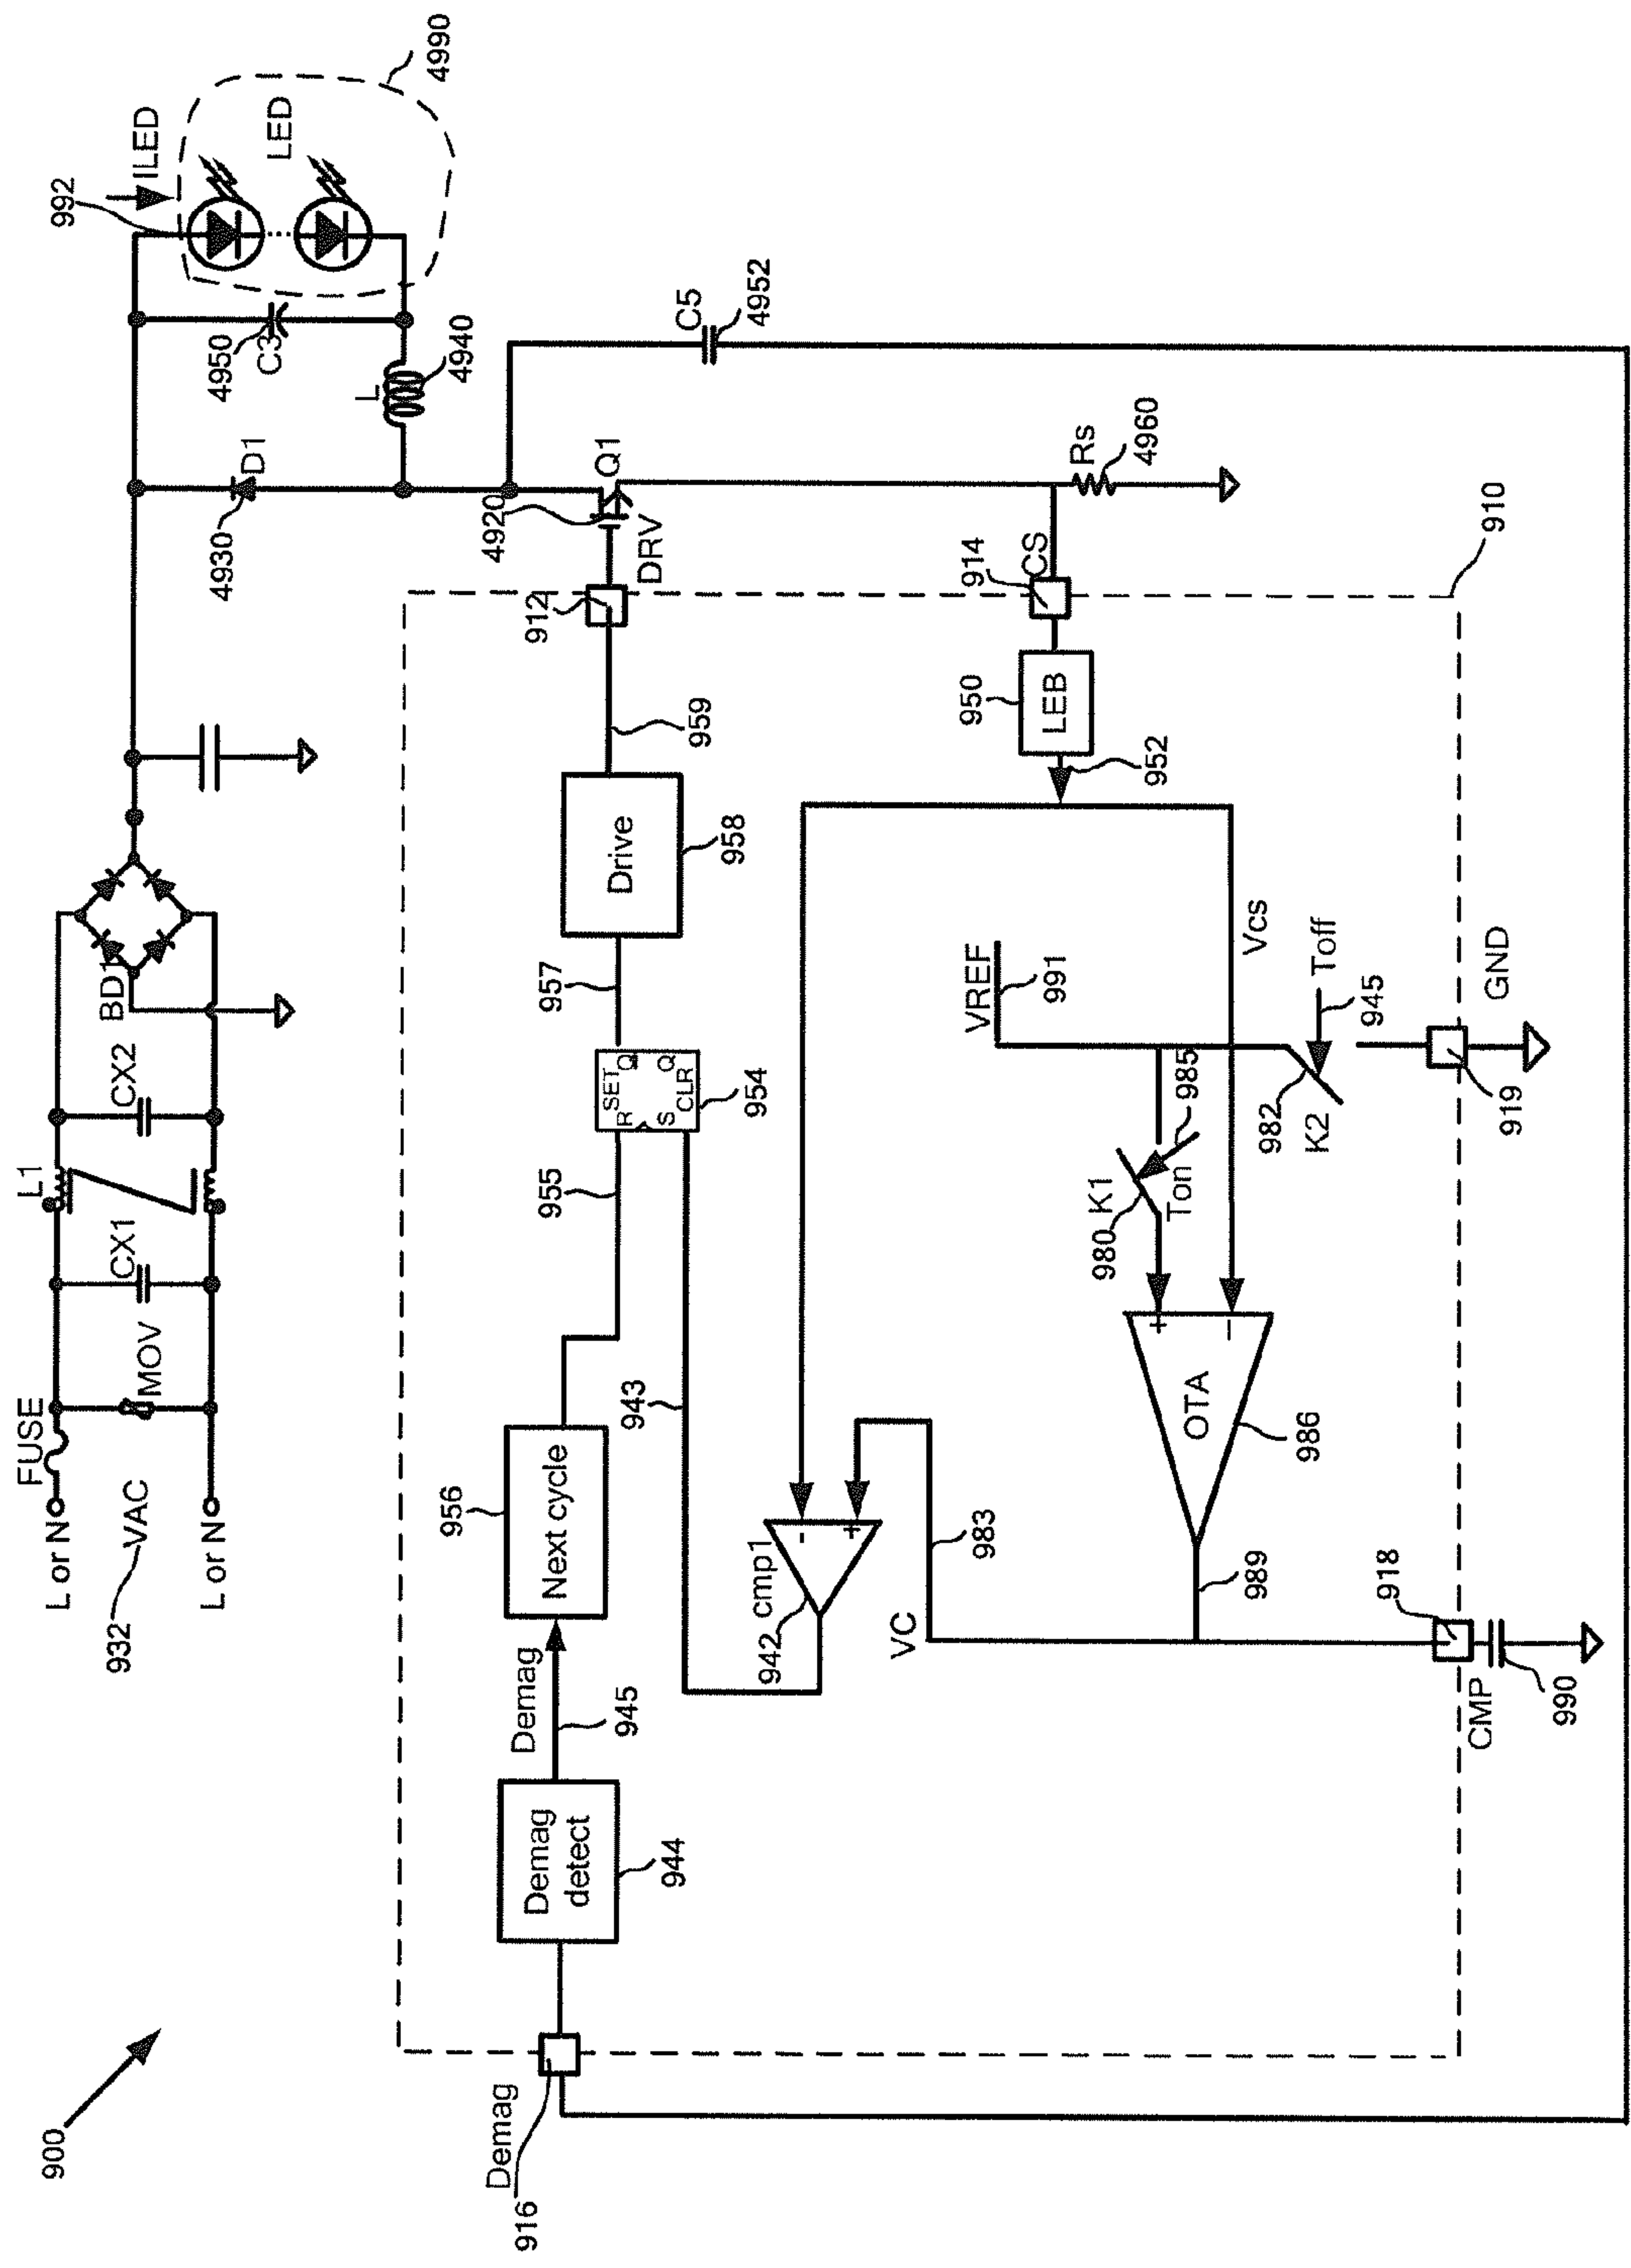 900
L or N
FUSE
VAC
932
L or N
MOV
CX1
L1
CX2
BD1
992
ILED
LED
4990
4950
C3
L
4940
D1
4930
4920
Q1
DRV
C5
4952
Rs
4960
912
CS
914
910
959
Drive
958
957
SET
R
Q
S
Q
CLR
954
955
Next cycle
956
Demag
945
Demag
detect
944
Demag
916
950
LEB
952
943
cmp1
942
-
+
VC
983
VREF
991
Vcs
K1
980
Ton
985
K2
982
Toff
945
GND
919
+
−
OTA
986
989
918
CMP
990